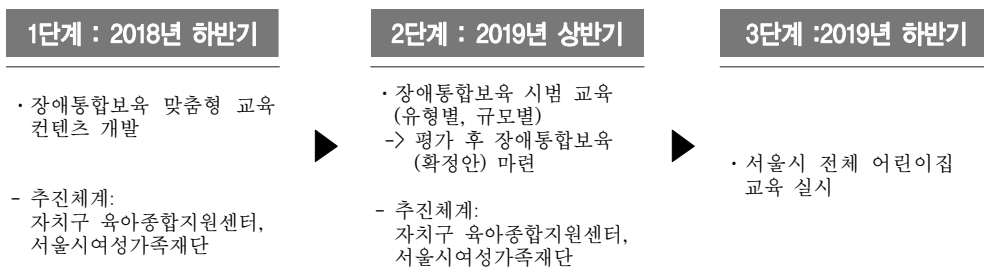 1단계 : 2018년 하반기
· 장애통합보육 맞춤형 교육
컨텐츠 개발
- 추진체계:
자치구 육아종합지원센터,
서울시여성가족재단
2단계 : 2019년 상반기
· 장애통합보육 시범 교육
(유형별, 규모별)
-> 평가 후 장애통합보육
(확정안) 마련
- 추진체계:
자치구 육아종합지원센터,
서울시여성가족재단
3단계 :2019년 하반기
· 서울시 전체 어린이집
교육 실시